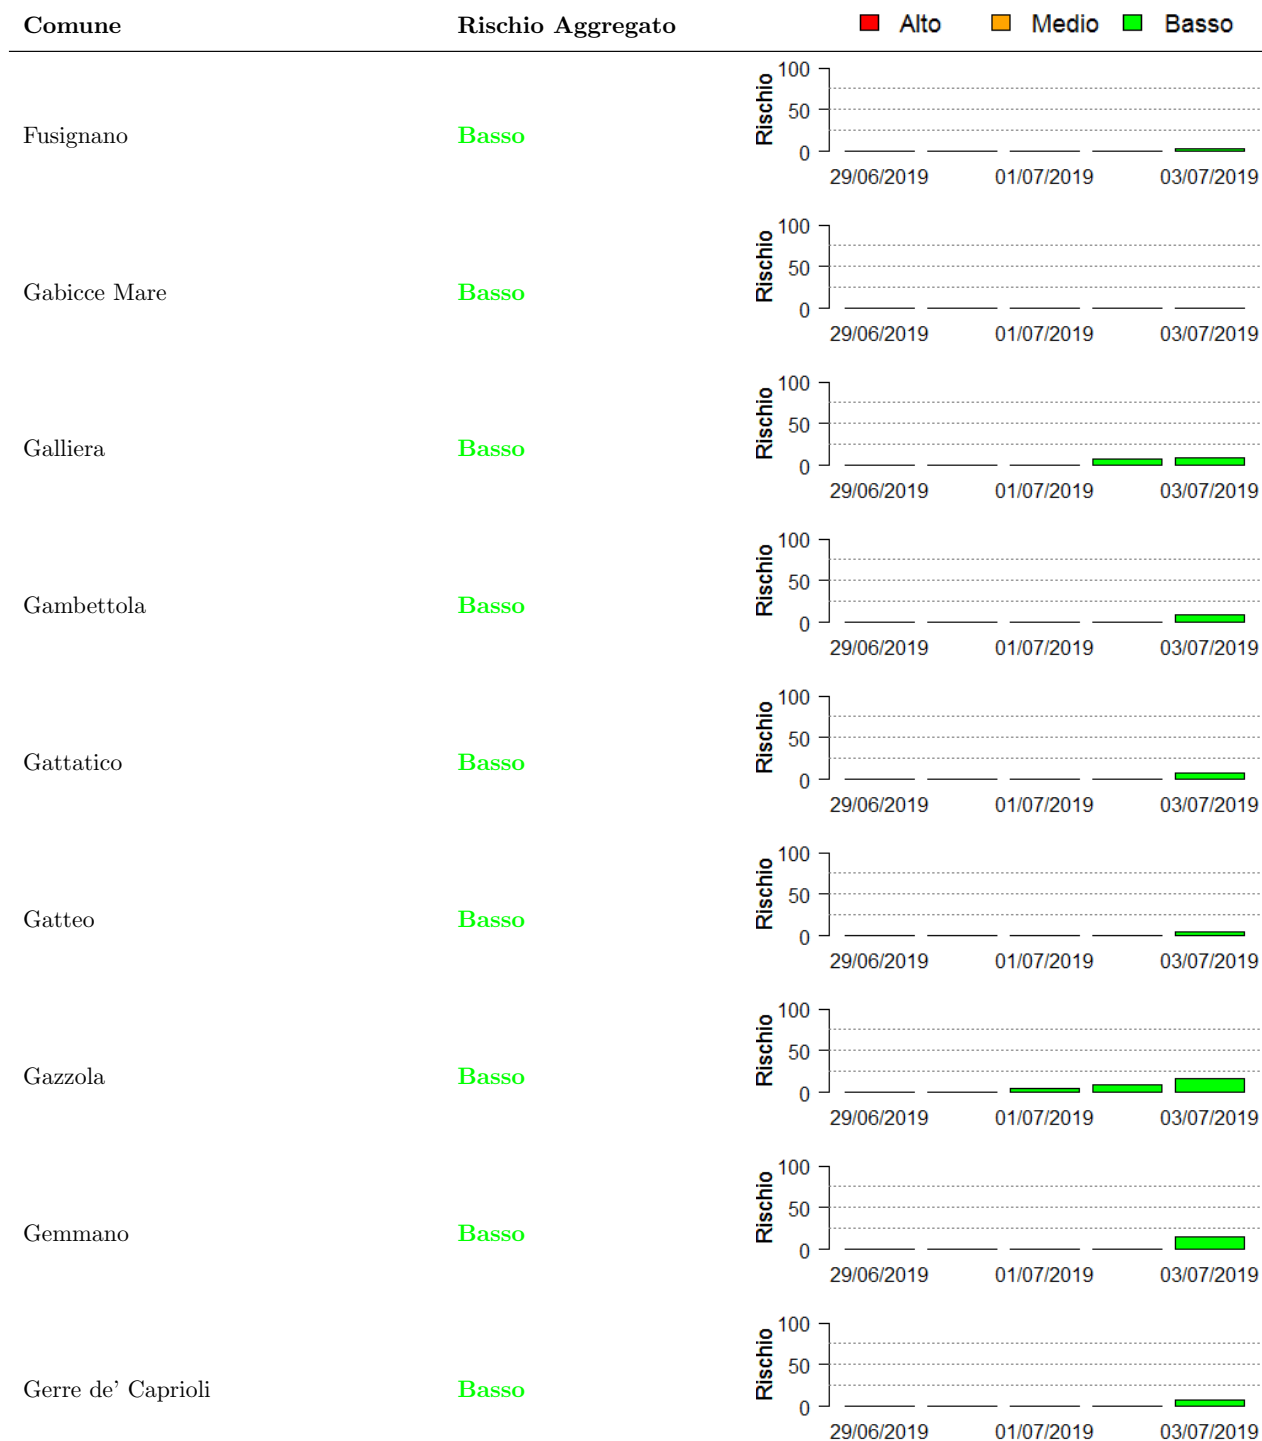 Comune Rischio Aggregato Alto Medio Basso
100
50
0
Rischio
Fusignano Basso
29/06/2019 01/07/2019 03/07/2019
100
50
0
Rischio
Gabicce Mare Basso
29/06/2019 01/07/2019 03/07/2019
100
50
0
Rischio
Galliera Basso
29/06/2019 01/07/2019 03/07/2019
100
50
0
Rischio
Gambettola Basso
29/06/2019 01/07/2019 03/07/2019
100
50
0
Rischio
Gattatico Basso
29/06/2019 01/07/2019 03/07/2019
100
50
0
Rischio
Gatteo Basso
29/06/2019 01/07/2019 03/07/2019
100
50
0
Rischio
Gazzola Basso
29/06/2019 01/07/2019 03/07/2019
100
50
0
Rischio
Gemmano Basso
29/06/2019 01/07/2019 03/07/2019
100
50
0
Rischio
Gerre de' Caprioli Basso
29/06/2019 01/07/2019 03/07/2019